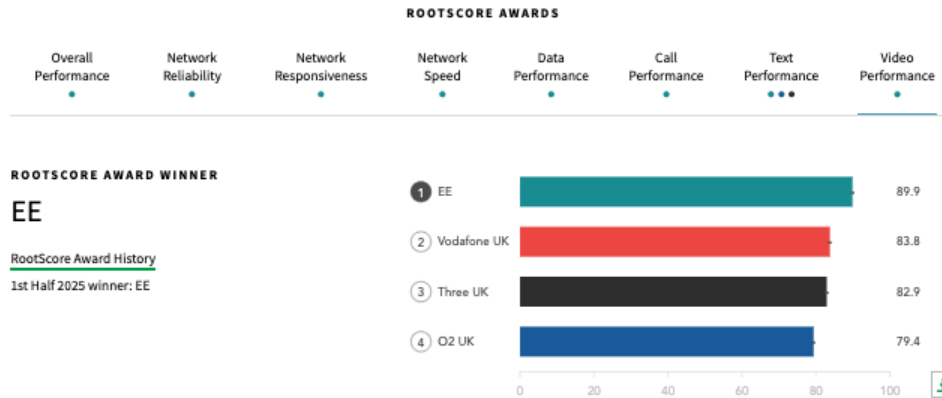 ROOTSCORE AWARDS
Overall Performance
Network Reliability
Network Responsiveness
Network Speed
Data Performance
Call Performance
Text Performance
Video Performance
ROOTSCORE AWARD WINNER
EE
RootScore Award History
1st Half 2025 winner: EE
1 EE 89.9
2 Vodafone UK 83.8
3 Three UK 82.9
4 O2 UK 79.4
0 20 40 60 80 100